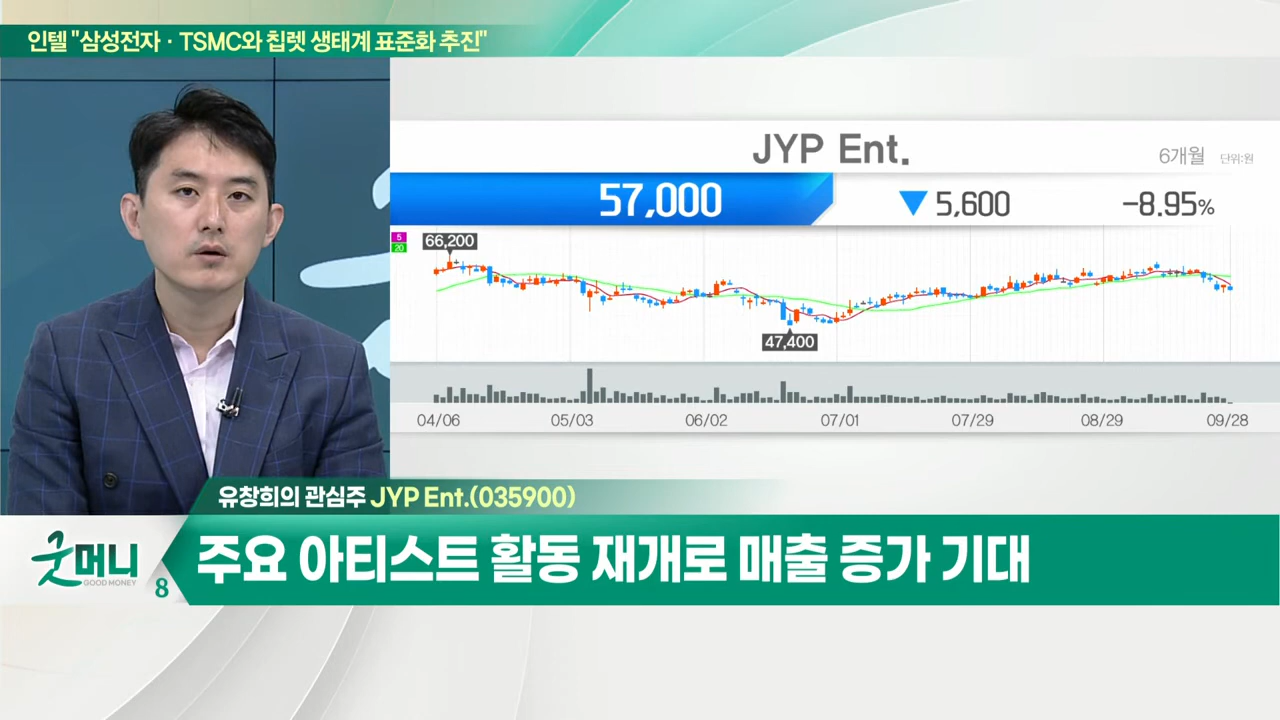 인텔 "삼성전자 · TSMC와 칩렛 생태계 표준화 추진"
JYP Ent.
6개월 단위:원
57,000 ▼ 5,600 -8.95%
5
20
66,200
47,400
04/06 05/03 06/02 07/01 07/29 08/29 09/28
유창희의 관심주 JYP Ent.(035900)
굿머니
GOOD MONEY
8
주요 아티스트 활동 재개로 매출 증가 기대